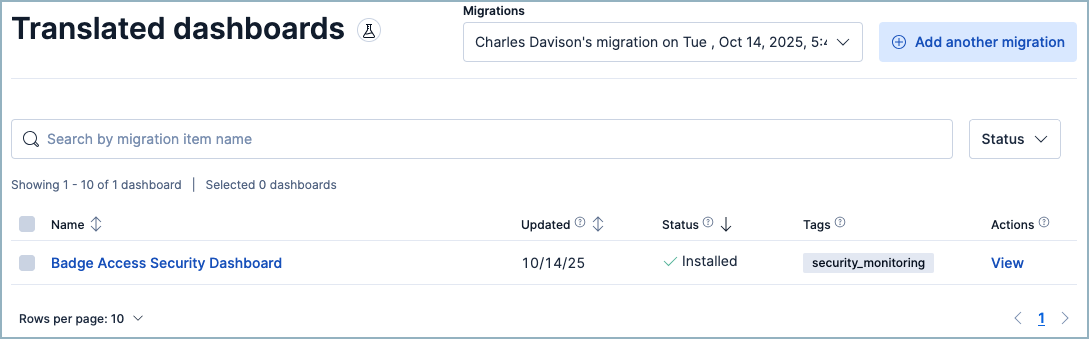 Migrations
Translated dashboards
Charles Davison's migration on Tue , Oct 14, 2025, 5:4
Add another migration
Search by migration item name
Status
Showing 1 - 10 of 1 dashboard | Selected 0 dashboards
Name Updated Status Tags Actions
Badge Access Security Dashboard 10/14/25 Installed security_monitoring View
Rows per page: 10 1